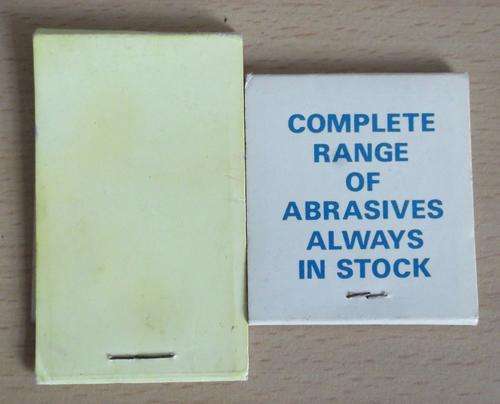 COMPLETE
RANGE
OF
ABRASIVES
ALWAYS
IN STOCK